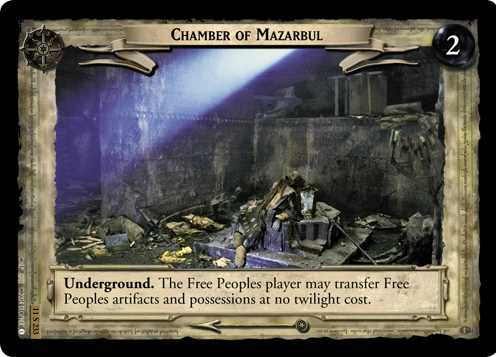 CHAMBER OF MAZARBUL
2
Underground. The Free Peoples player may transfer Free
Peoples artifacts and possessions at no twilight cost.
11 S 233